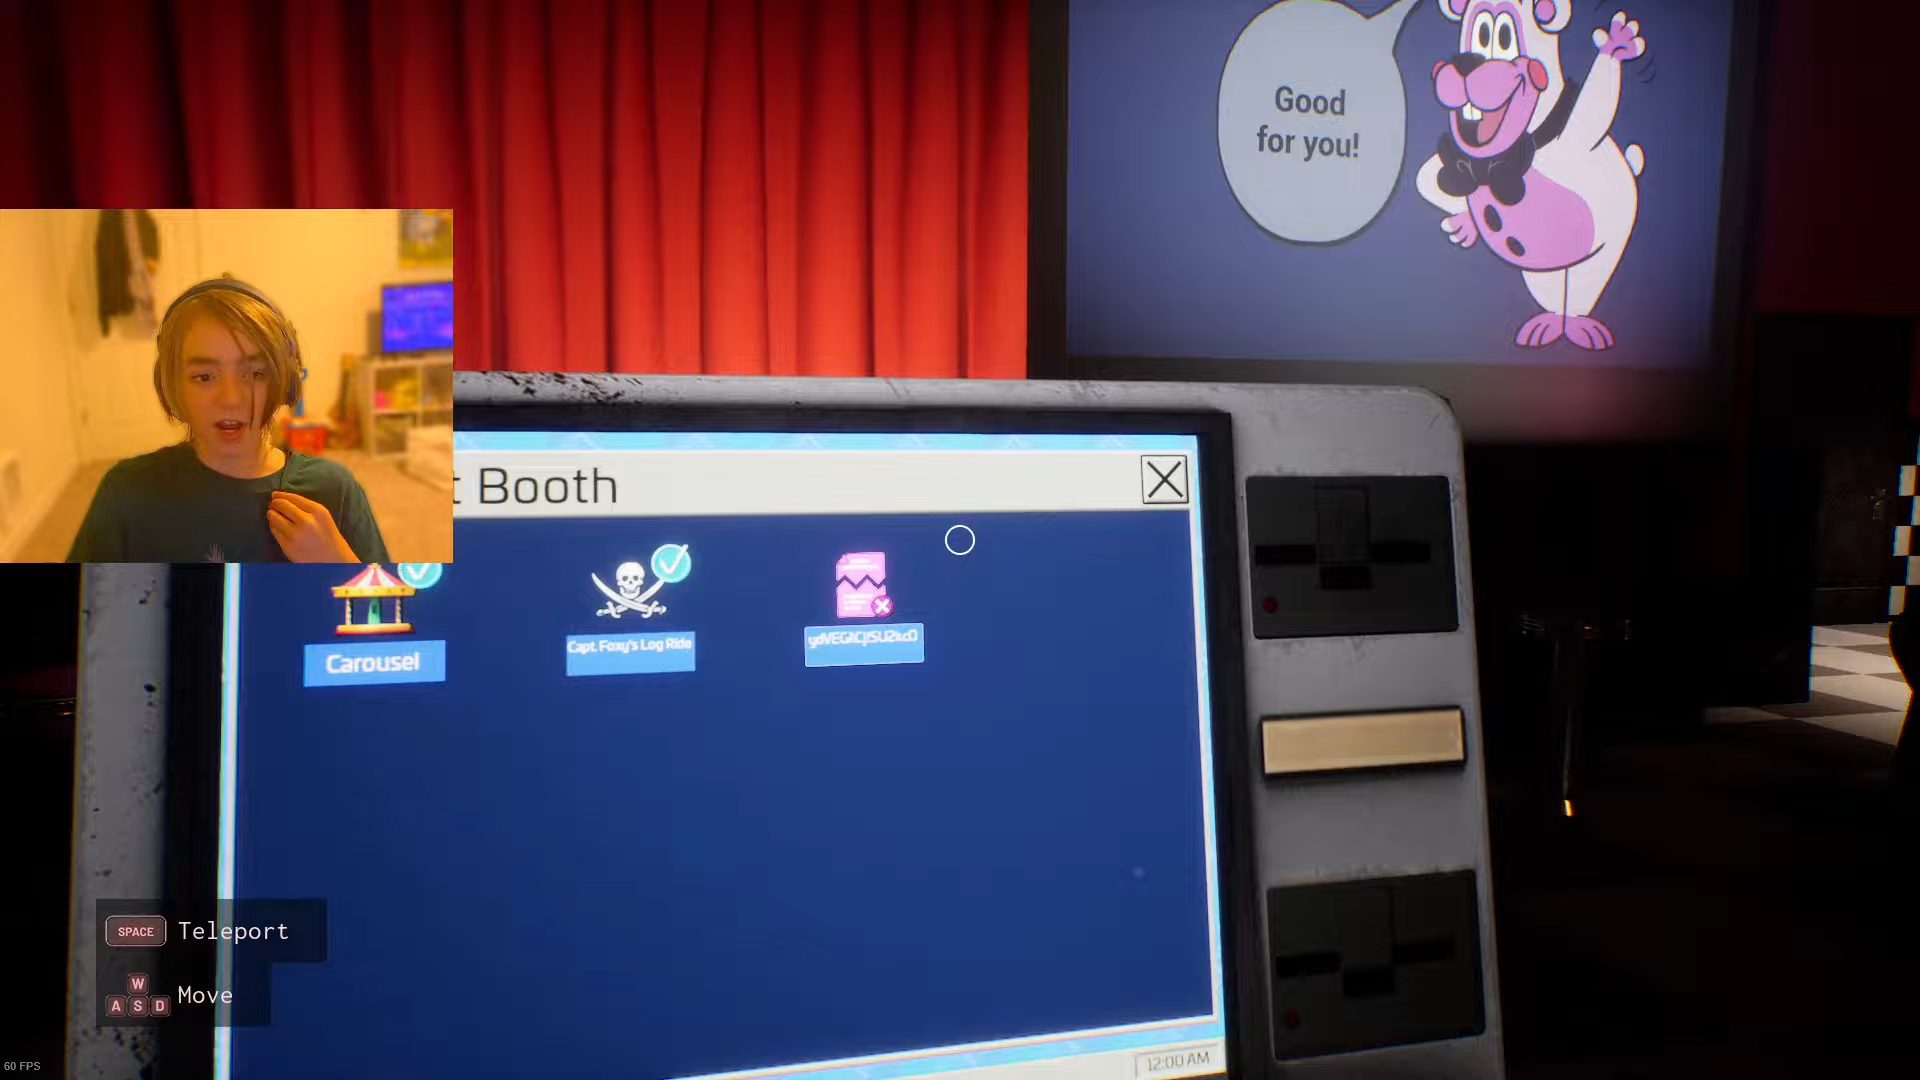 Good
for you!
t Booth
Carousel
Capt. Foxy's Log Ride
SPACE Teleport
W
A S D Move
12:00 AM
60 FPS